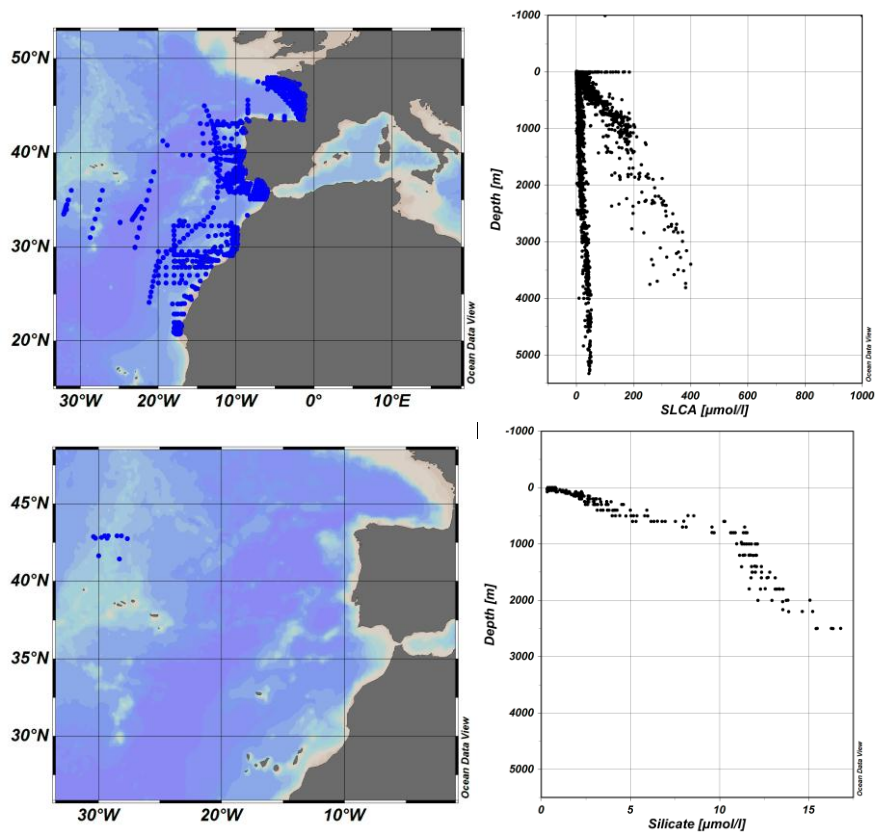 50°N
40°N
30°N
20°N
30°W 20°W 10°W 0° 10°E
Ocean Data View
-1000
0
1000
2000
3000
4000
5000
Depth [m]
0 200 400 600 800 1000
SLCA [µmol/l]
Ocean Data View
45°N
40°N
35°N
30°N
30°W 20°W 10°W
Ocean Data View
-1000
0
1000
2000
3000
4000
5000
Depth [m]
0 5 10 15
Silicate [µmol/l]
Ocean Data View